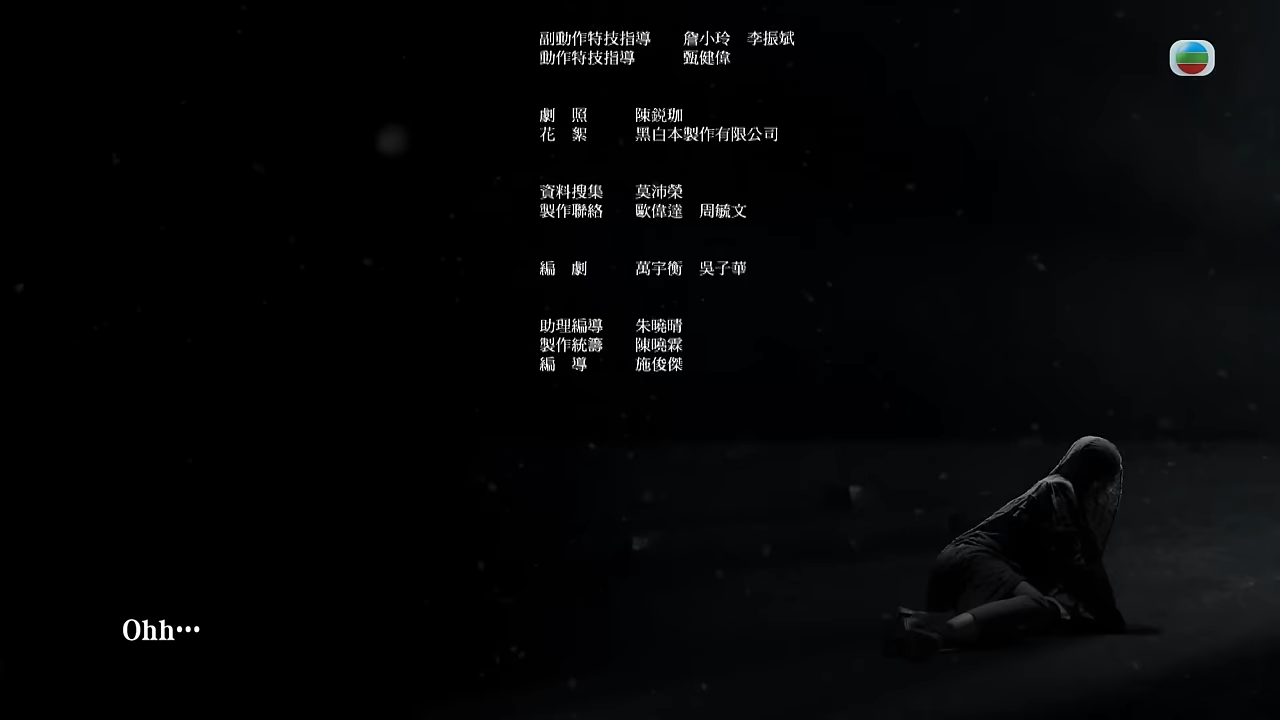 副動作特技指導 詹小玲 李振斌
動作特技指導 甄健偉
劇 照 陳銳珈
花 絮 黑白本製作有限公司
資料搜集 莫沛榮
製作聯絡 歐偉達 周毓文
編 劇 萬宇衡 吳子華
助理編導 朱曉晴
製作統籌 陳曉霖
編 導 施俊傑
Ohh…